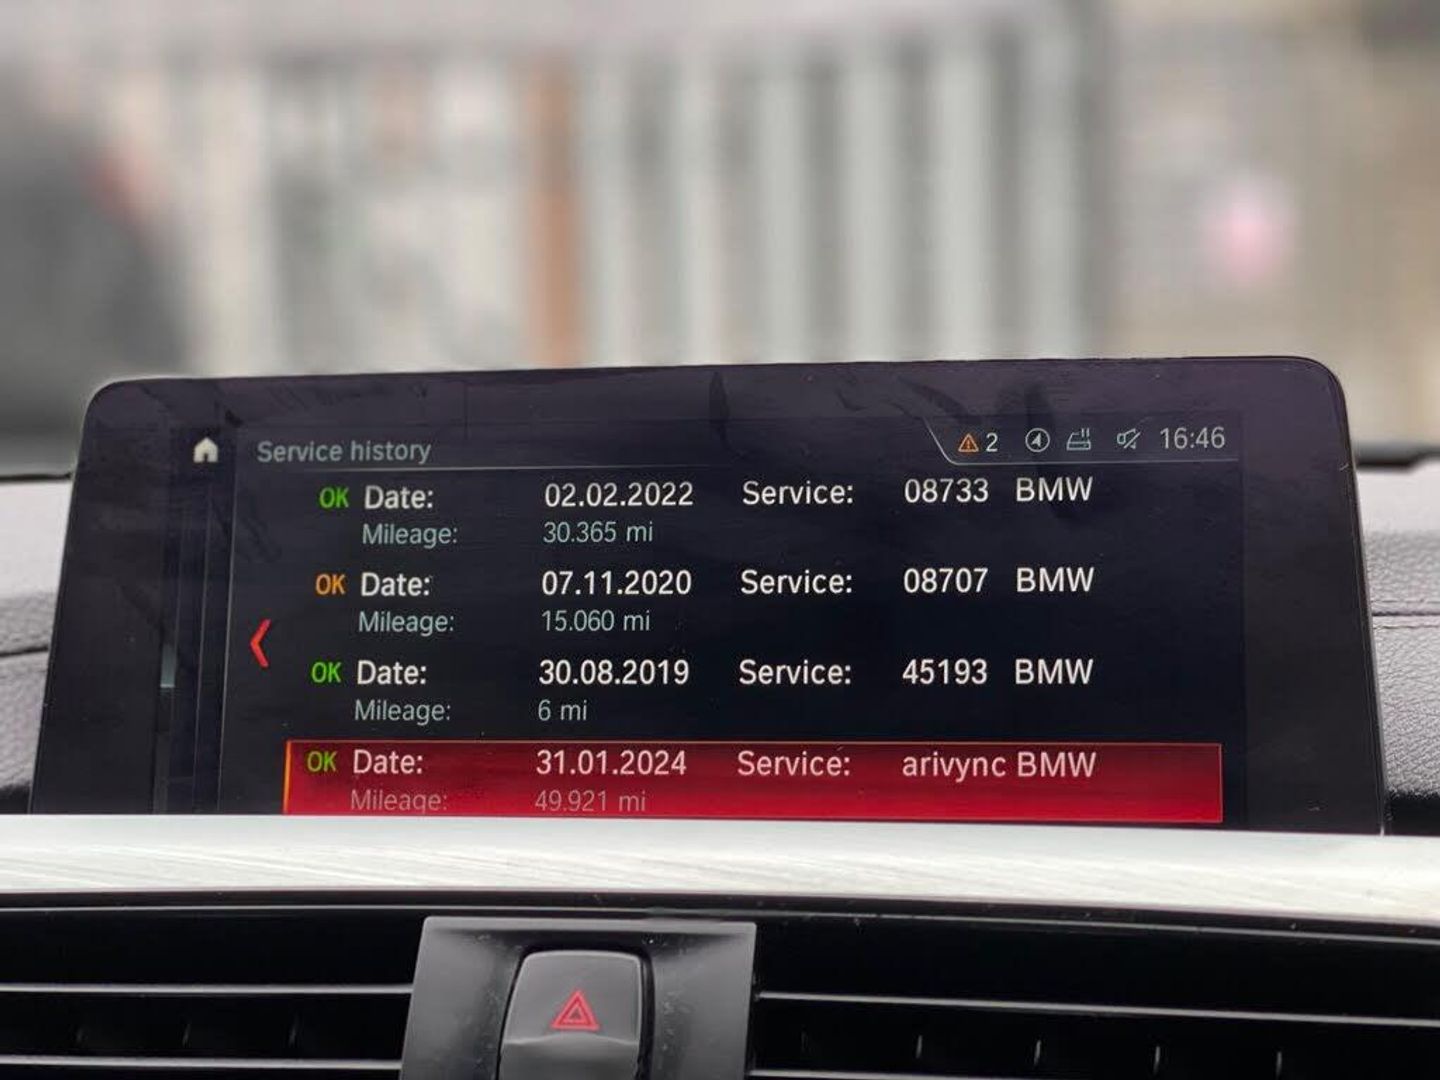 Service history 2 16:46
OK Date: 02.02.2022 Service: 08733 BMW
Mileage: 30.365 mi
OK Date: 07.11.2020 Service: 08707 BMW
Mileage: 15.060 mi
OK Date: 30.08.2019 Service: 45193 BMW
Mileage: 6 mi
OK Date: 31.01.2024 Service: arivync BMW
Mileage: 49.921 mi